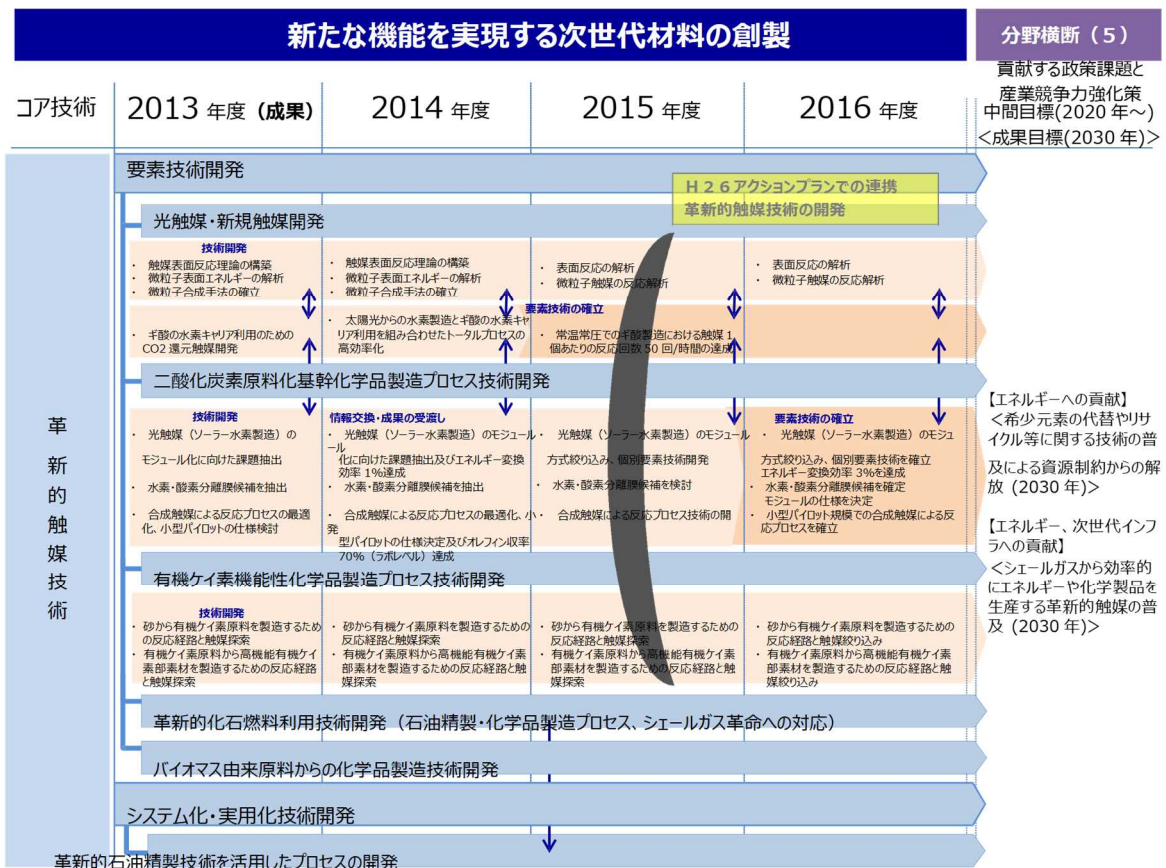 新たな機能を実現する次世代材料の創製
分野横断（５）
貢献する政策課題と
産業競争力強化策
中間目標(2020 年～)
＜成果目標(2030 年)＞
コア技術
2013 年度（成果）
2014 年度
2015 年度
2016 年度
革新的触媒技術
要素技術開発
Ｈ２６アクションプランでの連携
革新的触媒技術の開発
光触媒・新規触媒開発
技術開発
・ 触媒表面反応理論の構築
・ 微粒子表面エネルギーの解析
・ 微粒子合成手法の確立
・ 触媒表面反応理論の構築
・ 微粒子表面エネルギーの解析
・ 微粒子合成手法の確立
・ 表面反応の解析
・ 微粒子触媒の反応解析
・ 表面反応の解析
・ 微粒子触媒の反応解析
・ ギ酸の水素キャリア利用のための
CO2 還元触媒開発
・ 太陽光からの水素製造とギ酸の水素キャ
リア利用を組み合わせたトータルプロセスの
高効率化
要素技術の確立
・ 常温常圧でのギ酸製造における触媒 1
個あたりの反応回数 50 回/時間の達成
二酸化炭素原料化基幹化学品製造プロセス技術開発
技術開発
・ 光触媒（ソーラー水素製造）の
モジュール化に向けた課題抽出
・ 水素・酸素分離膜候補を抽出
・ 合成触媒による反応プロセスの最適
化、小型パイロットの仕様検討
情報交換・成果の受渡し
・ 光触媒（ソーラー水素製造）のモジュ
ール
化に向けた課題抽出及びエネルギー変換
効率 1%達成
・ 水素・酸素分離膜候補を抽出
・ 合成触媒による反応プロセスの最適化、小
発
型パイロットの仕様決定及びオレフィン収率
70%（ラボレベル）達成
・ 光触媒（ソーラー水素製造）のモジュール
方式絞り込み、個別要素技術開発
・ 水素・酸素分離膜候補を検討
・ 合成触媒による反応プロセス技術の開
要素技術の確立
・ 光触媒（ソーラー水素製造）のモジュ
方式絞り込み、個別要素技術を確立
エネルギー変換効率 3%を達成
・ 水素・酸素分離膜候補を確定
モジュールの仕様を決定
・ 小型パイロット規模での合成触媒による反
応プロセスを確立
有機ケイ素機能性化学品製造プロセス技術開発
技術開発
・ 砂から有機ケイ素原料を製造するため
の反応経路と触媒探索
・ 有機ケイ素原料から高機能有機ケイ
素部素材を製造するための反応経路
と触媒探索
・ 砂から有機ケイ素原料を製造するための
反応経路と触媒探索
・ 有機ケイ素原料から高機能有機ケイ素
部素材を製造するための反応経路と触
媒探索
・ 砂から有機ケイ素原料を製造するための
反応経路と触媒探索
・ 有機ケイ素原料から高機能有機ケイ素
部素材を製造するための反応経路と触
媒探索
・ 砂から有機ケイ素原料を製造するための
反応経路と触媒絞り込み
・ 有機ケイ素原料から高機能有機ケイ素
部素材を製造するための反応経路と触
媒絞り込み
革新的化石燃料利用技術開発（石油精製・化学品製造プロセス、シェールガス革命への対応）
バイオマス由来原料からの化学品製造技術開発
システム化・実用化技術開発
革新的石油精製技術を活用したプロセスの開発
【エネルギーへの貢献】
＜希少元素の代替やリサ
イクル等に関する技術の普
及による資源制約からの解
放 (2030 年)＞
【エネルギー、次世代インフ
ラへの貢献】
＜シェールガスから効率的
にエネルギーや化学製品を
生産する革新的触媒の普
及 (2030 年)＞